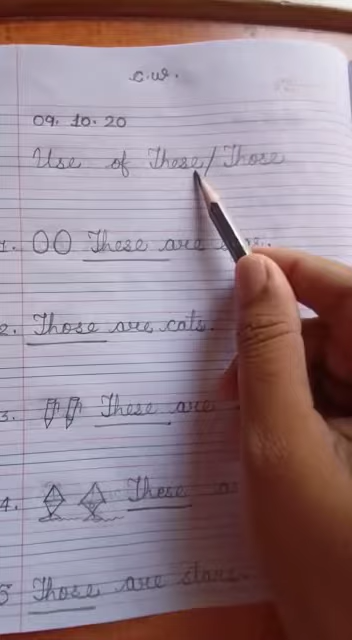 C.W.
09. 10. 20
Use of These/Those
1. These are
2. Those are cats.
3. These are
4. These
5 Those are stars.